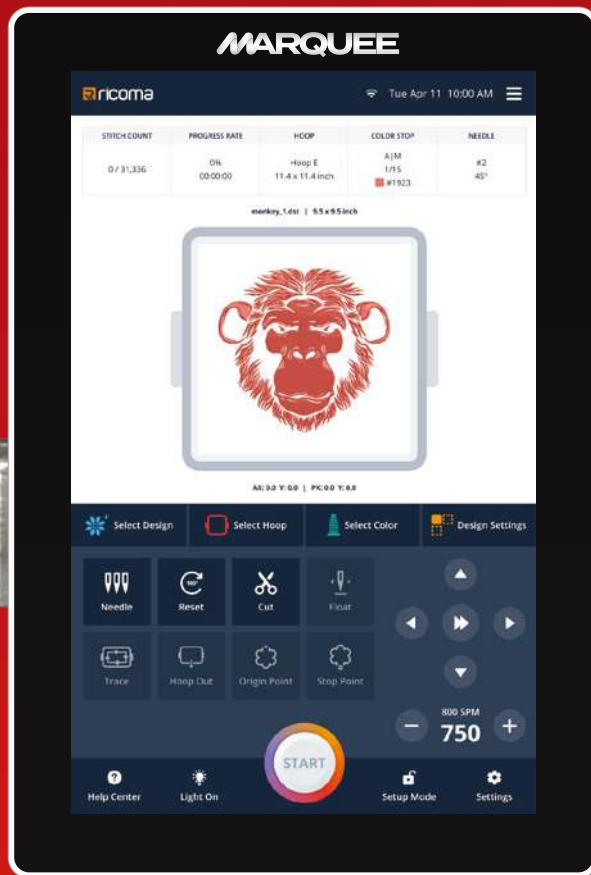 MARQUEE
ricoma
Tue Apr 11 10:00 AM
STITCH COUNT
PROGRESS RATE
HOOP
COLOR STOP
NEEDLE
0 / 31,336
0%
00:00:00
Hoop E
11.4 x 11.4 inch
A|M
1/15
#1923
#2
45°
monkey_1.dst | 9.5 x 9.5 inch
Y: 0.0 | PX: 0.0 Y: 0.0
Select Design
Select Hoop
Select Color
Design Settings
Needle
180°
Reset
Cut
Float
Trace
Hoop Out
Origin Point
Stop Point
800 SPM
750
START
Help Center
Light On
Setup Mode
Settings